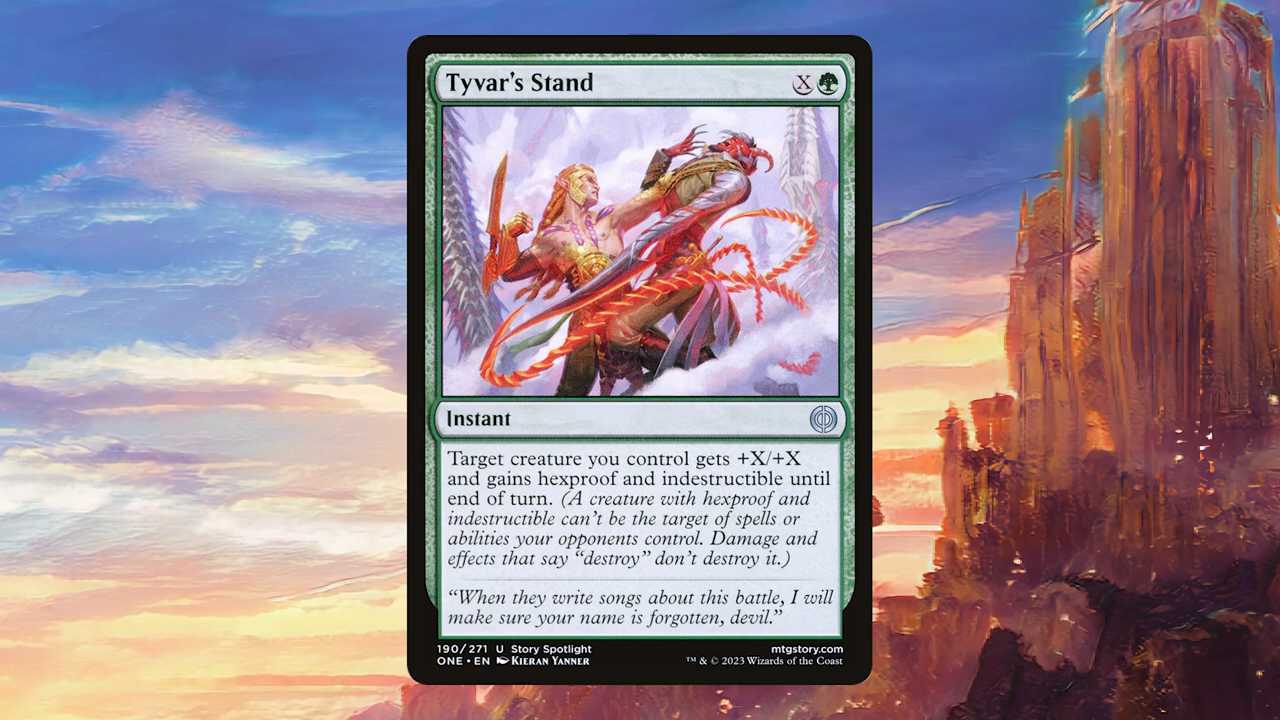 Tyvar's Stand X
Instant
Target creature you control gets +X/+X
and gains hexproof and indestructible until
end of turn. (A creature with hexproof and
indestructible can't be the target of spells or
abilities your opponents control. Damage and
effects that say “destroy” don't destroy it.)
“When they write songs about this battle, I will
make sure your name is forgotten, devil.”
190/271 U Story Spotlight mtgstory.com
ONE • EN KIERAN YANNER ™ & © 2023 Wizards of the Coast